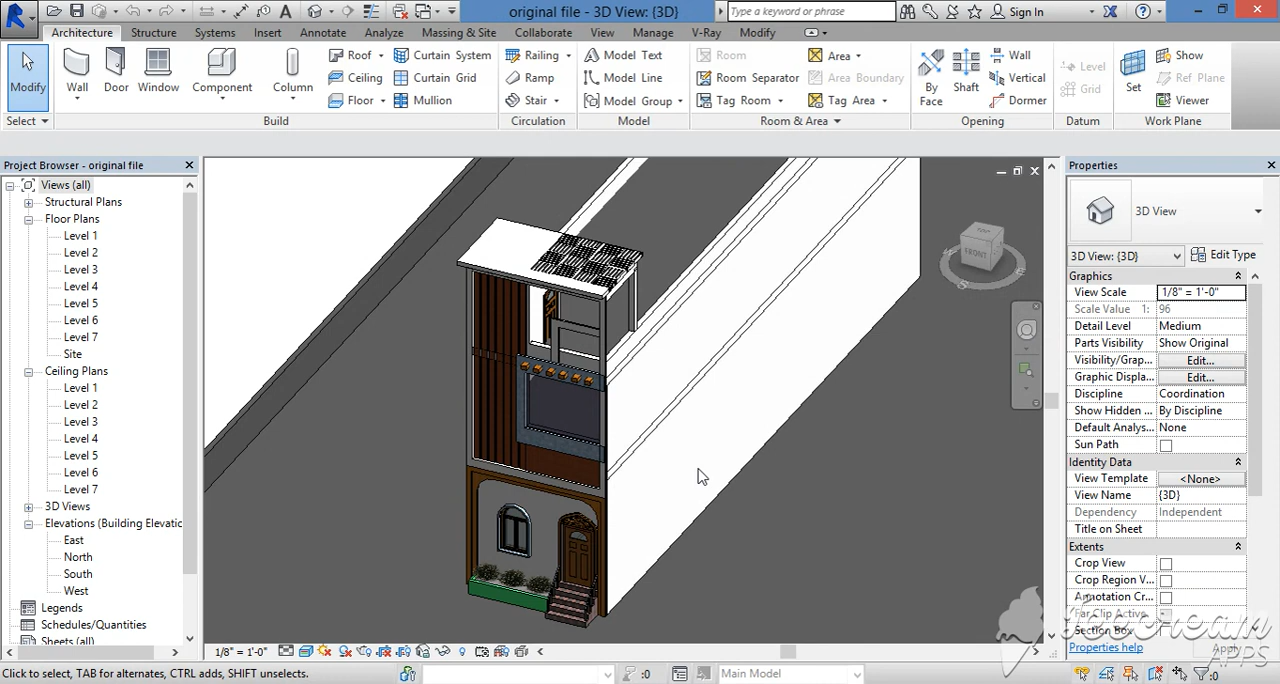 original file - 3D View: {3D}
Type a keyword or phrase
Sign In
Architecture Structure Systems Insert Annotate Analyze Massing & Site Collaborate View Manage V-Ray Modify
Modify
Select
Wall
Door
Window
Component
Column
Roof
Ceiling
Floor
Curtain System
Curtain Grid
Mullion
Build
Railing
Ramp
Stair
Circulation
Model Text
Model Line
Model Group
Model
Room
Room Separator
Tag Room
Area
Area Boundary
Tag Area
Room & Area
By
Face
Shaft
Wall
Vertical
Dormer
Opening
Level
Grid
Datum
Set
Show
Ref Plane
Viewer
Work Plane
Project Browser - original file
Views (all)
Structural Plans
Floor Plans
Level 1
Level 2
Level 3
Level 4
Level 5
Level 6
Level 7
Site
Ceiling Plans
Level 1
Level 2
Level 3
Level 4
Level 5
Level 6
Level 7
3D Views
Elevations (Building Elevatic
East
North
South
West
Legends
Schedules/Quantities
Sheets (all)
TOP
FRONT
Properties
3D View
3D View: {3D}
Edit Type
Graphics
View Scale 1/8" = 1'-0"
Scale Value 1: 96
Detail Level Medium
Parts Visibility Show Original
Visibility/Grap... Edit...
Graphic Displa... Edit...
Discipline Coordination
Show Hidden ... By Discipline
Default Analys... None
Sun Path
Identity Data
View Template <None>
View Name {3D}
Dependency Independent
Title on Sheet
Extents
Crop View
Crop Region V...
Annotation Cr...
Far Clip Active
Section Box
Properties help
Apply
Icecream
APPS
1/8" = 1'-0"
Click to select, TAB for alternates, CTRL adds, SHIFT unselects.
:0
Main Model
:0